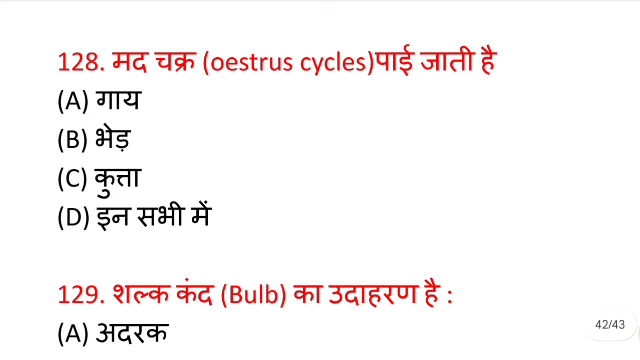 128. मद चक्र (oestrus cycles)पाई जाती है
(A) गाय
(B) भेड़
(C) कुत्ता
(D) इन सभी में
129. शल्क कंद (Bulb) का उदाहरण है :
(A) अदरक
42/43